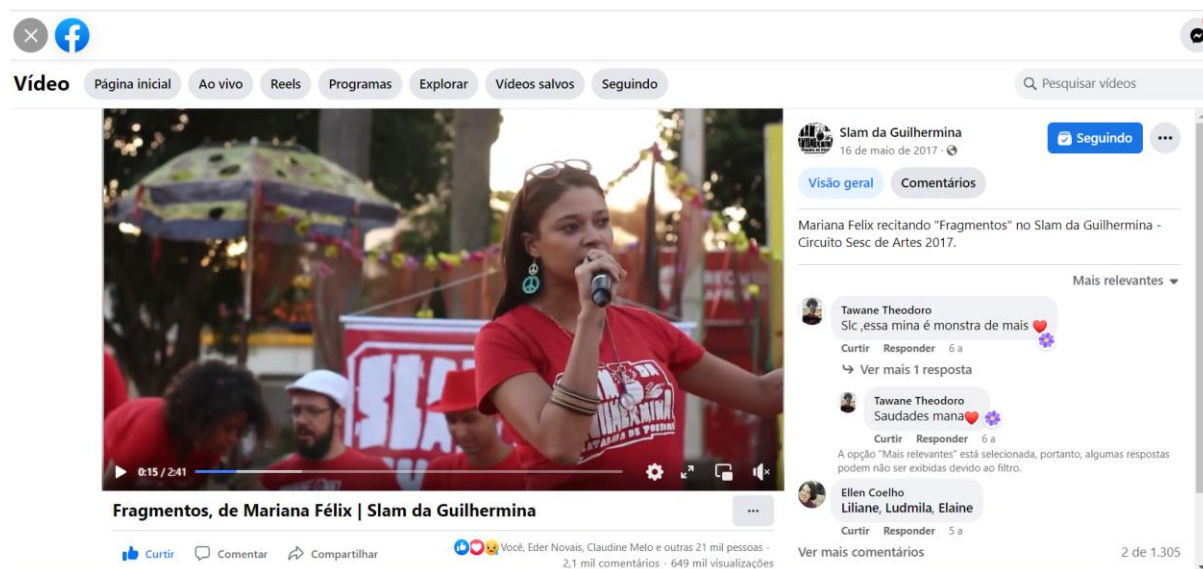 Vídeo
Página inicial
Ao vivo
Reels
Programas
Explorar
Vídeos salvos
Seguindo
Pesquisar vídeos
Slam da Guilhermina
16 de maio de 2017 ·
Seguindo
Visão geral
Comentários
Mariana Felix recitando "Fragmentos" no Slam da Guilhermina -
Circuito Sesc de Artes 2017.
Mais relevantes
Tawane Theodoro
Slc ,essa mina é monstra de mais
Curtir Responder 6 a
Ver mais 1 resposta
Tawane Theodoro
Saudades mana
Curtir Responder 6 a
A opção "Mais relevantes" está selecionada, portanto, algumas respostas
podem não ser exibidas devido ao filtro.
Ellen Coelho
Liliane, Ludmila, Elaine
Curtir Responder 5 a
Ver mais comentários
2 de 1.305
0:15 / 2:41
Fragmentos, de Mariana Félix | Slam da Guilhermina
Curtir
Comentar
Compartilhar
Você, Eder Novais, Claudine Melo e outras 21 mil pessoas ·
2,1 mil comentários · 649 mil visualizações